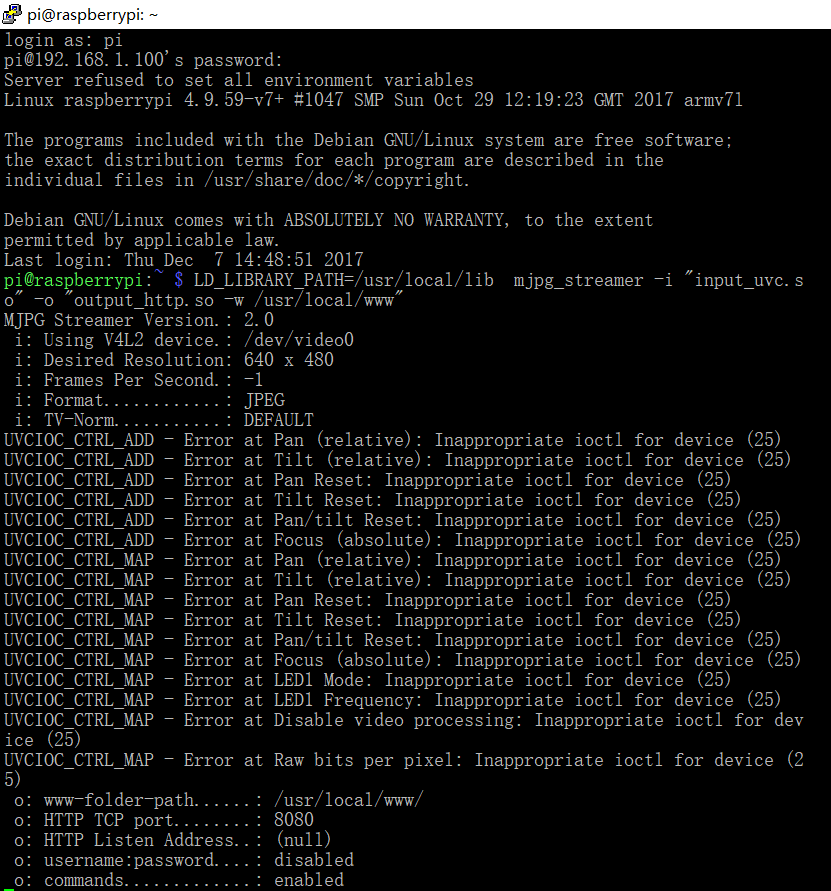 pi@raspberrypi: ~
login as: pi
pi@192.168.1.100's password:
Server refused to set all environment variables
Linux raspberrypi 4.9.59-v7+ #1047 SMP Sun Oct 29 12:19:23 GMT 2017 armv7l
The programs included with the Debian GNU/Linux system are free software;
the exact distribution terms for each program are described in the
individual files in /usr/share/doc/*/copyright.
Debian GNU/Linux comes with ABSOLUTELY NO WARRANTY, to the extent
permitted by applicable law.
Last login: Thu Dec  7 14:48:51 2017
pi@raspberrypi:~ $ LD_LIBRARY_PATH=/usr/local/lib  mjpg_streamer -i "input_uvc.s
o" -o "output_http.so -w /usr/local/www"
MJPG Streamer Version.: 2.0
i: Using V4L2 device.: /dev/video0
i: Desired Resolution: 640 x 480
i: Frames Per Second.: -1
i: Format............: JPEG
i: TV-Norm...........: DEFAULT
UVCIOC_CTRL_ADD - Error at Pan (relative): Inappropriate ioctl for device (25)
UVCIOC_CTRL_ADD - Error at Tilt (relative): Inappropriate ioctl for device (25)
UVCIOC_CTRL_ADD - Error at Pan Reset: Inappropriate ioctl for device (25)
UVCIOC_CTRL_ADD - Error at Tilt Reset: Inappropriate ioctl for device (25)
UVCIOC_CTRL_ADD - Error at Pan/tilt Reset: Inappropriate ioctl for device (25)
UVCIOC_CTRL_ADD - Error at Focus (absolute): Inappropriate ioctl for device (25)
UVCIOC_CTRL_MAP - Error at Pan (relative): Inappropriate ioctl for device (25)
UVCIOC_CTRL_MAP - Error at Tilt (relative): Inappropriate ioctl for device (25)
UVCIOC_CTRL_MAP - Error at Pan Reset: Inappropriate ioctl for device (25)
UVCIOC_CTRL_MAP - Error at Tilt Reset: Inappropriate ioctl for device (25)
UVCIOC_CTRL_MAP - Error at Pan/tilt Reset: Inappropriate ioctl for device (25)
UVCIOC_CTRL_MAP - Error at Focus (absolute): Inappropriate ioctl for device (25)
UVCIOC_CTRL_MAP - Error at LED1 Mode: Inappropriate ioctl for device (25)
UVCIOC_CTRL_MAP - Error at LED1 Frequency: Inappropriate ioctl for device (25)
UVCIOC_CTRL_MAP - Error at Disable video processing: Inappropriate ioctl for dev
ice (25)
UVCIOC_CTRL_MAP - Error at Raw bits per pixel: Inappropriate ioctl for device (2
5)
o: www-folder-path......: /usr/local/www/
o: HTTP TCP port........: 8080
o: HTTP Listen Address..: (null)
o: username:password....: disabled
o: commands.............: enabled